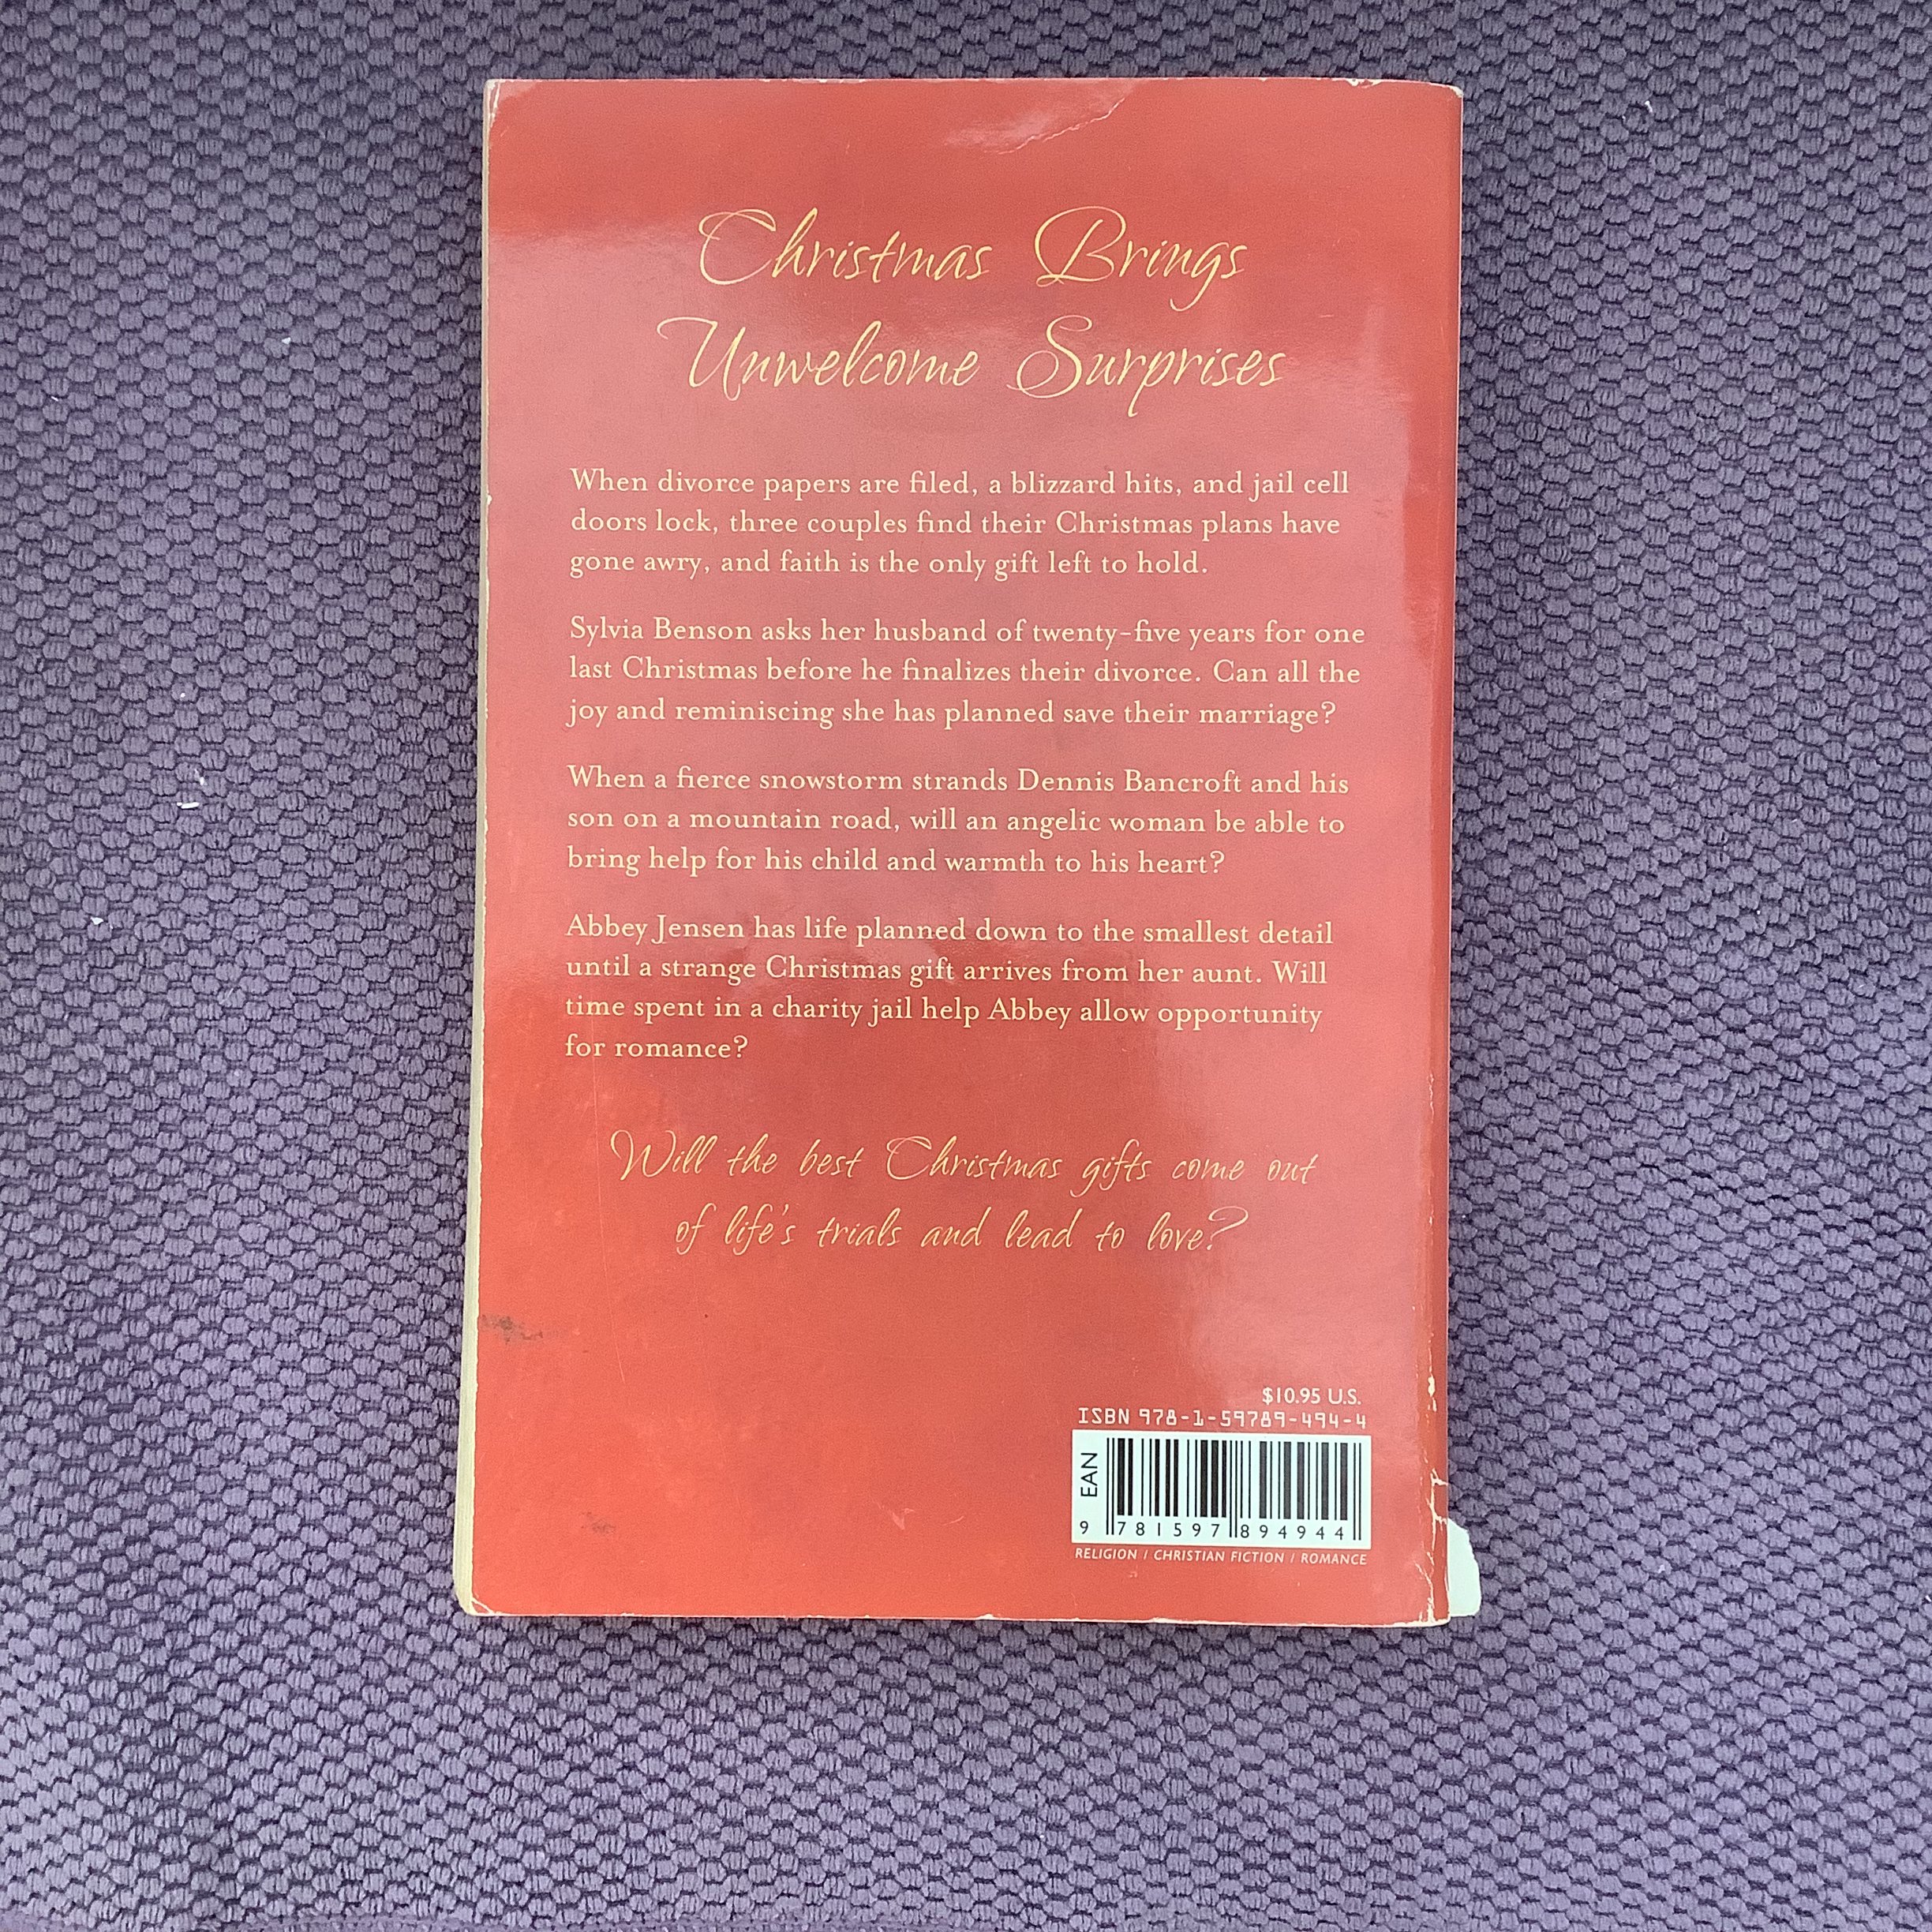 Christmas Brings
Unwelcome Surprises
When divorce papers are filed, a blizzard hits, and jail cell
doors lock, three couples find their Christmas plans have
gone awry, and faith is the only gift left to hold.
Sylvia Benson asks her husband of twenty-five years for one
last Christmas before he finalizes their divorce. Can all the
joy and reminiscing she has planned save their marriage?
When a fierce snowstorm strands Dennis Bancroft and his
son on a mountain road, will an angelic woman be able to
bring help for his child and warmth to his heart?
Abbey Jensen has life planned down to the smallest detail
until a strange Christmas gift arrives from her aunt. Will
time spent in a charity jail help Abbey allow opportunity
for romance?
Will the best Christmas gifts come out
of life's trials and lead to love?
$10.95 U.S.
ISBN 978-1-59789-494-4
EAN
9 781597 894944
RELIGION / CHRISTIAN FICTION / ROMANCE